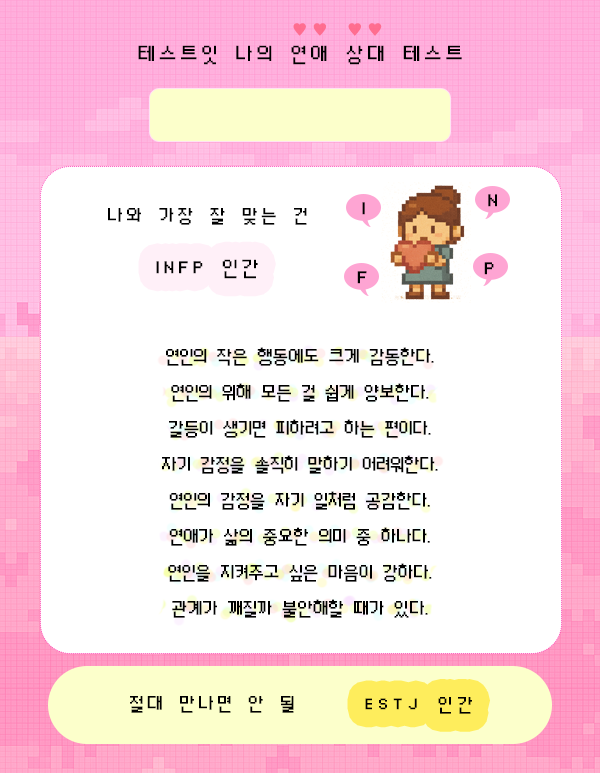 테스트잇 나의 연애 상대 테스트
나와 가장 잘 맞는 건
INFP 인간
I
N
F
P
연인의 작은 행동에도 크게 감동한다.
연인의 위해 모든 걸 쉽게 양보한다.
갈등이 생기면 피하려고 하는 편이다.
자기 감정을 솔직히 말하기 어려워한다.
연인의 감정을 자기 일처럼 공감한다.
연애가 삶의 중요한 의미 중 하나다.
연인을 지켜주고 싶은 마음이 강하다.
관계가 깨질까 불안해할 때가 있다.
절대 만나면 안 될 ESTJ 인간